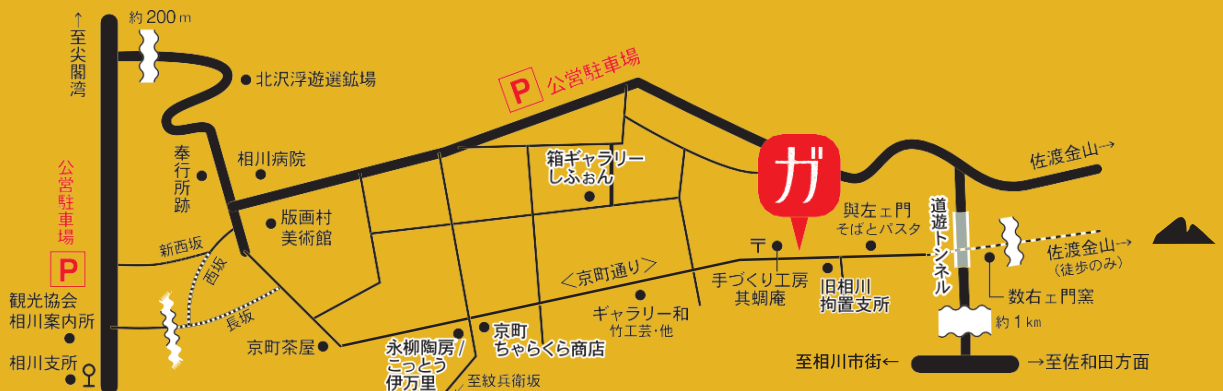 ←至尖閣湾
約200m
北沢浮遊選鉱場
P 公営駐車場
奉行所跡
相川病院
公営駐車場
P
版画村
美術館
新西坂
西坂
長坂
観光協会
相川案内所
相川支所
京町茶屋
箱ギャラリー
しふぉん
<京町通り>
永柳陶房/
こっとう
伊万里
京町
ちゃらくら商店
←至紋兵衛坂
ギャラリー和
竹工芸・他
ガ
〒
手づくり工房
其蜩庵
旧相川
拘置支所
與左ェ門
そばとパスタ
道遊トンネル
佐渡金山→
佐渡金山→
(徒歩のみ)
数右ェ門窯
約1km
至相川市街←
→至佐和田方面